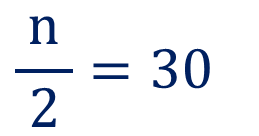 n/2 = 30